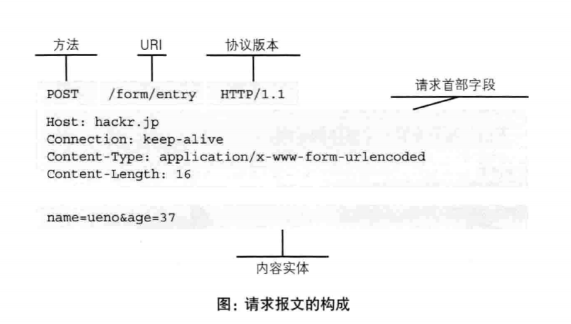 方法 URI 协议版本
请求首部字段
POST /form/entry HTTP/1.1
Host: hackr.jp
Connection: keep-alive
Content-Type: application/x-www-form-urlencoded
Content-Length: 16
name=ueno&age=37
内容实体
图：请求报文的构成